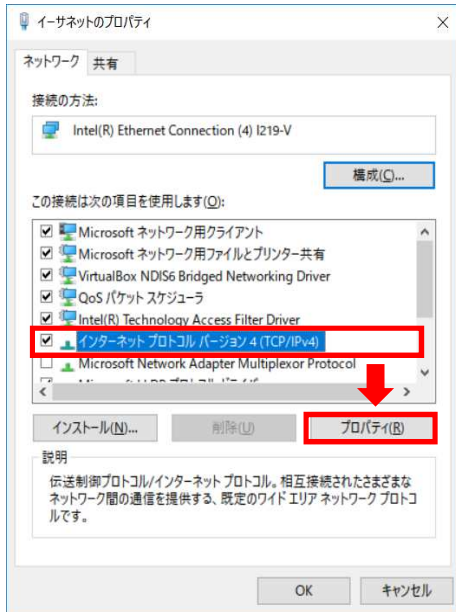 イーサネットのプロパティ
ネットワーク 共有
接続の方法:
Intel(R) Ethernet Connection (4) I219-V
構成(C)...
この接続は次の項目を使用します(O):
Microsoft ネットワーク用クライアント
Microsoft ネットワーク用ファイルとプリンター共有
VirtualBox NDIS6 Bridged Networking Driver
QoS パケット スケジューラ
Intel(R) Technology Access Filter Driver
インターネット プロトコル バージョン 4 (TCP/IPv4)
Microsoft Network Adapter Multiplexor Protocol
インストール(N)... 削除(U) プロパティ(R)
説明
伝送制御プロトコル/インターネット プロトコル。相互接続されたさまざまな
ネットワーク間の通信を提供する、既定のワイド エリア ネットワーク プロトコ
ルです。
OK キャンセル